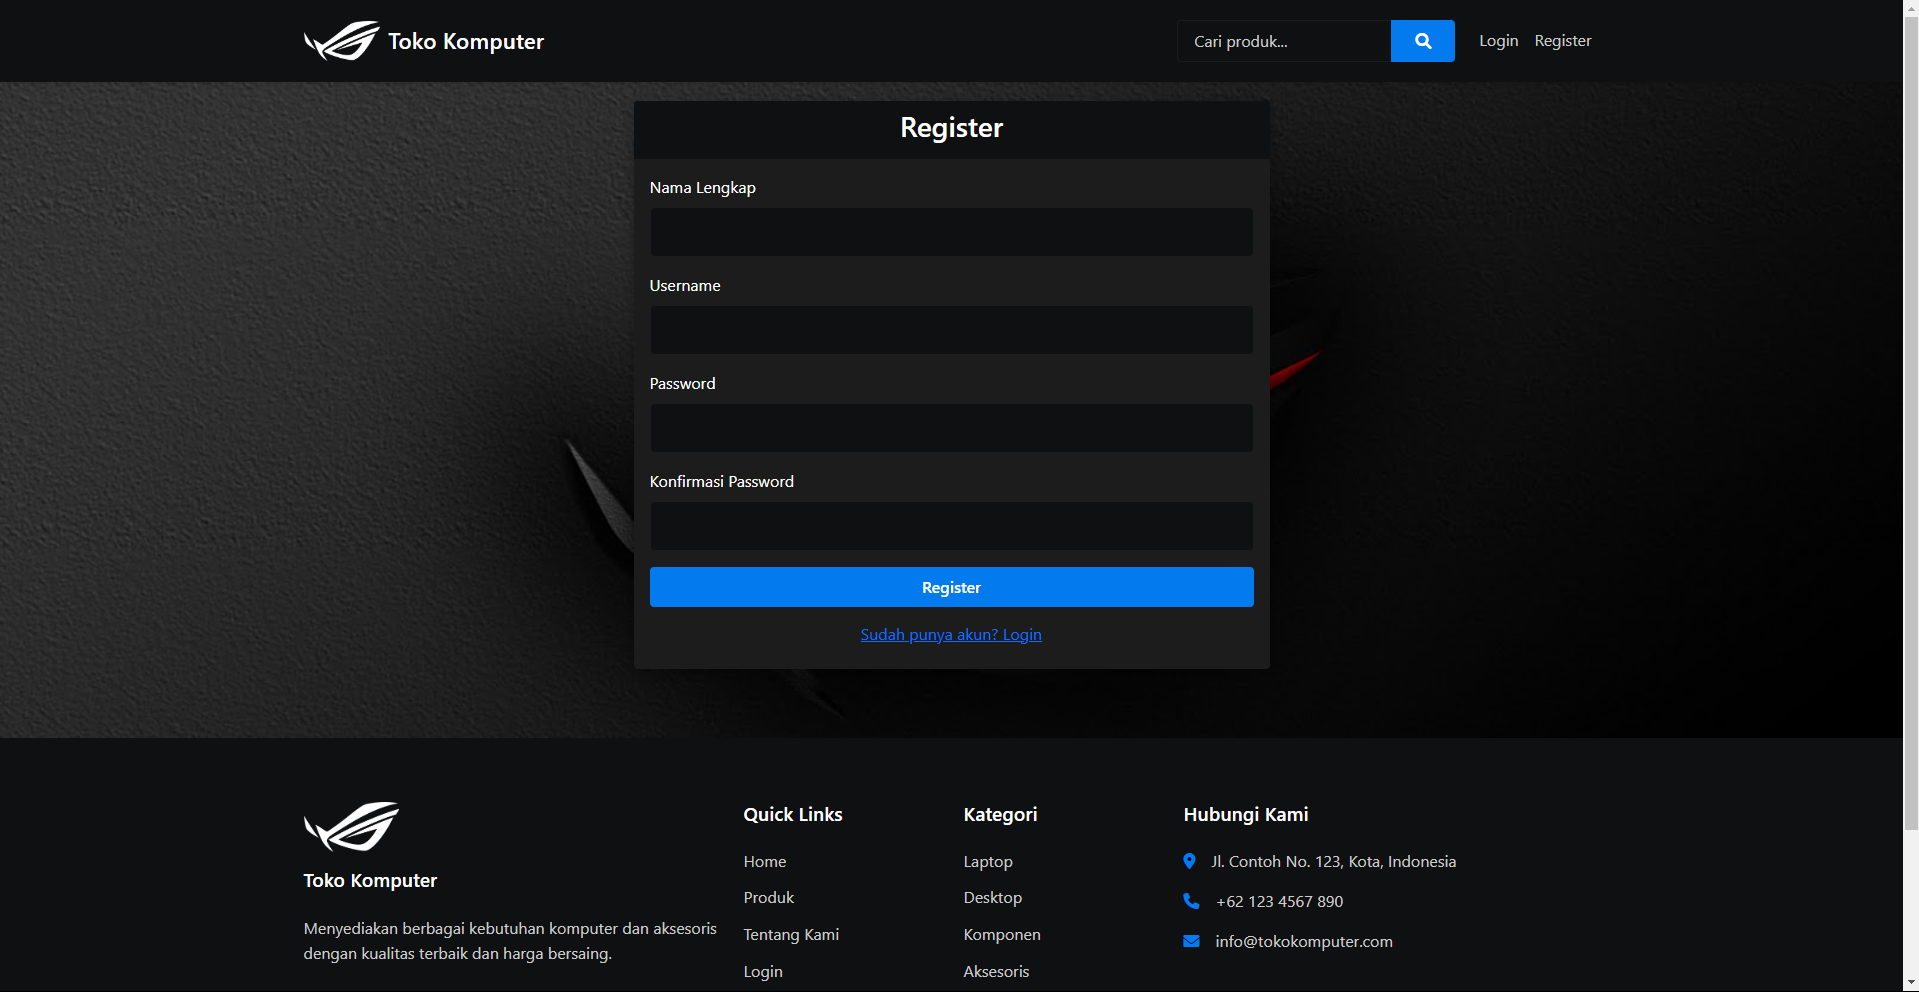 Toko Komputer
Cari produk...
Login
Register
Register
Nama Lengkap
Username
Password
Konfirmasi Password
Register
Sudah punya akun? Login
Toko Komputer
Menyediakan berbagai kebutuhan komputer dan aksesoris
dengan kualitas terbaik dan harga bersaing.
Quick Links
Home
Produk
Tentang Kami
Login
Kategori
Laptop
Desktop
Komponen
Aksesoris
Hubungi Kami
Jl. Contoh No. 123, Kota, Indonesia
+62 123 4567 890
info@tokokomputer.com